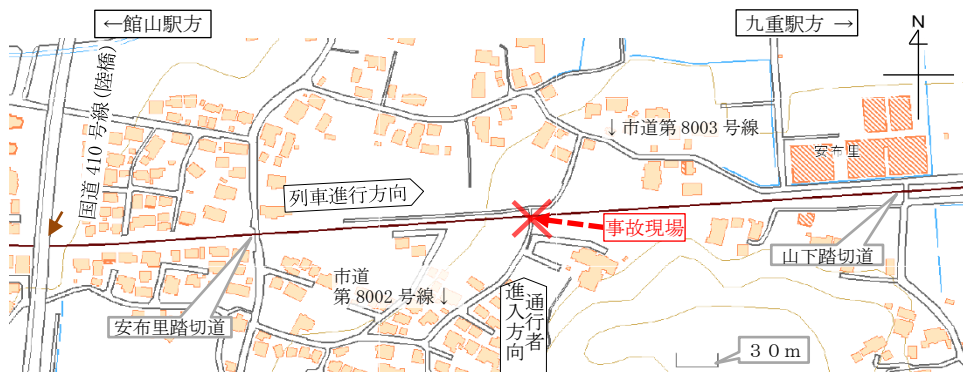 ←館山駅方
九重駅方 →
N
国道 410 号線 (陸橋)
↓市道第 8003 号線
安布里
列車進行方向
事故現場
山下踏切道
市道
第 8002 号線↓
安布里踏切道
通行者
進入方向
３０ｍ